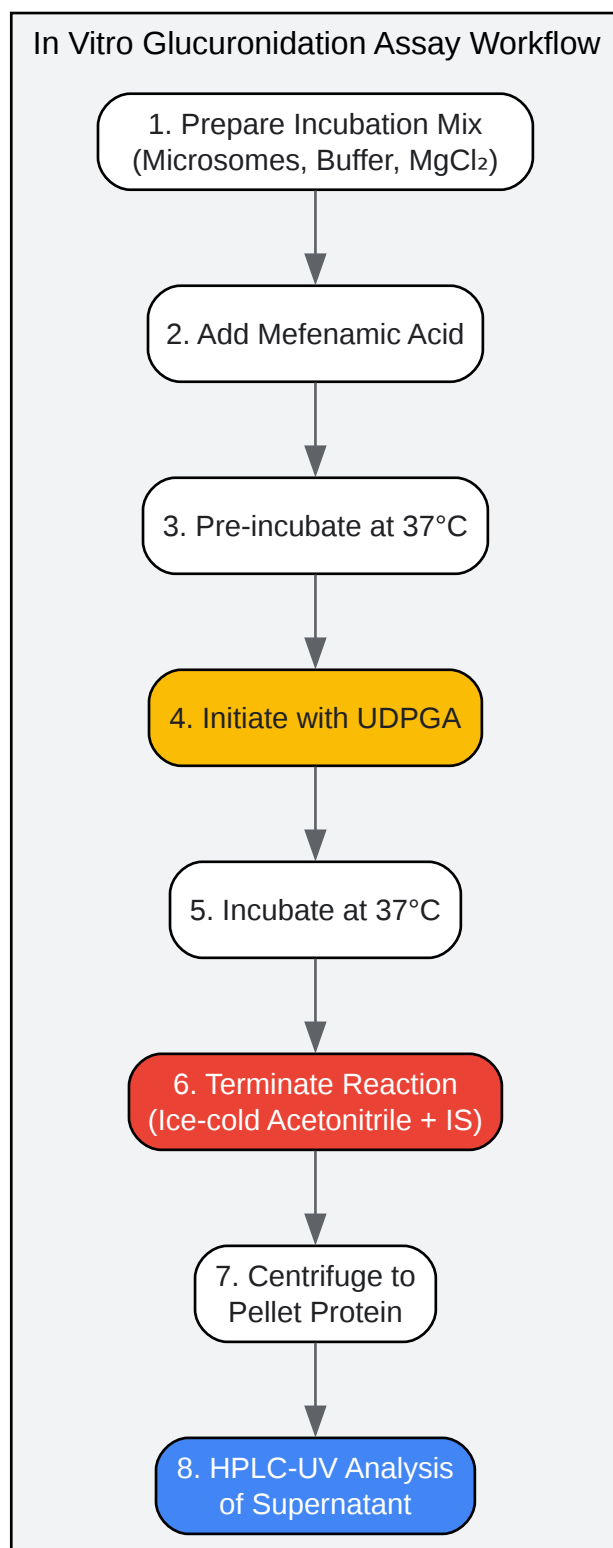 In Vitro Glucuronidation Assay Workflow
1. Prepare Incubation Mix
(Microsomes, Buffer, MgCl₂)
2. Add Mefenamic Acid
3. Pre-incubate at 37°C
4. Initiate with UDPGA
5. Incubate at 37°C
6. Terminate Reaction
(Ice-cold Acetonitrile + IS)
7. Centrifuge to
Pellet Protein
8. HPLC-UV Analysis
of Supernatant